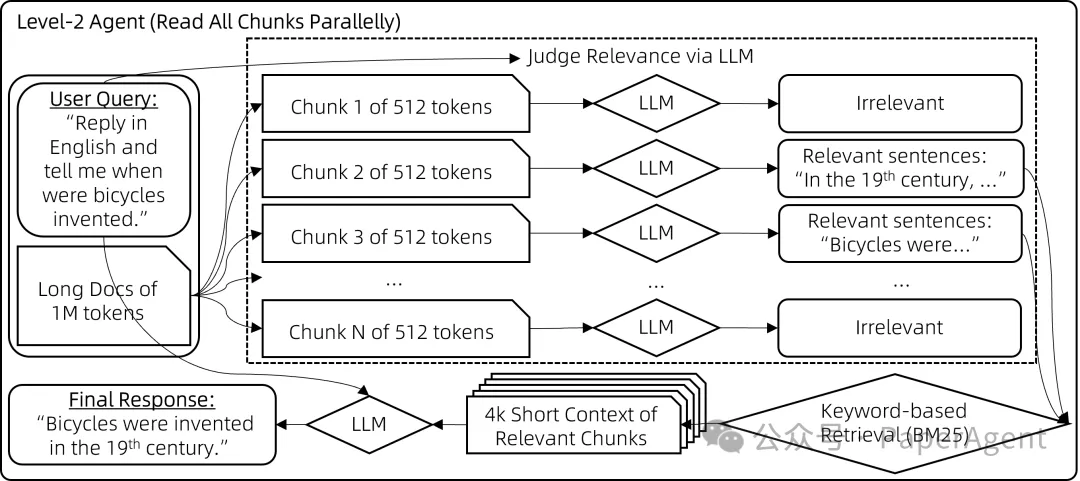 Level-2 Agent (Read All Chunks Parallelly)
Judge Relevance via LLM
User Query:
“Reply in
English and
tell me when
were bicycles
invented.”
Long Docs of
1M tokens
Chunk 1 of 512 tokens
LLM
Irrelevant
Chunk 2 of 512 tokens
LLM
Relevant sentences:
“In the 19th century, …”
Chunk 3 of 512 tokens
LLM
Relevant sentences:
“Bicycles were…”
...
...
...
Chunk N of 512 tokens
LLM
Irrelevant
Final Response:
“Bicycles were invented
in the 19th century.”
LLM
4k Short Context of
Relevant Chunks
Keyword-based
Retrieval (BM25)
公众号 · PaperAgent